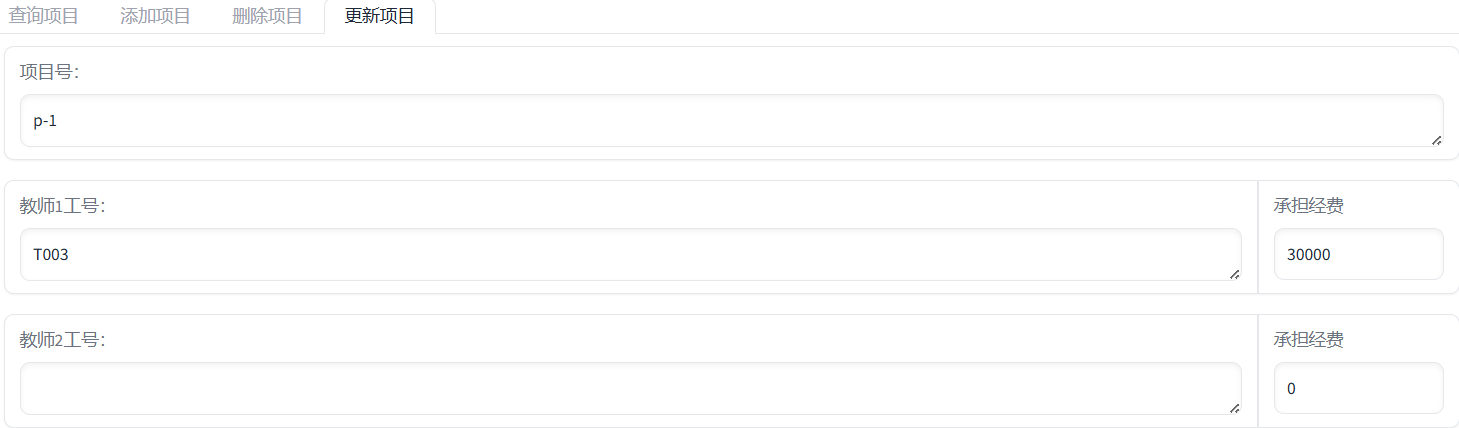 查询项目 添加项目 删除项目 更新项目
项目号:
p-1
教师1工号: 承担经费
T003 30000
教师2工号: 承担经费
0